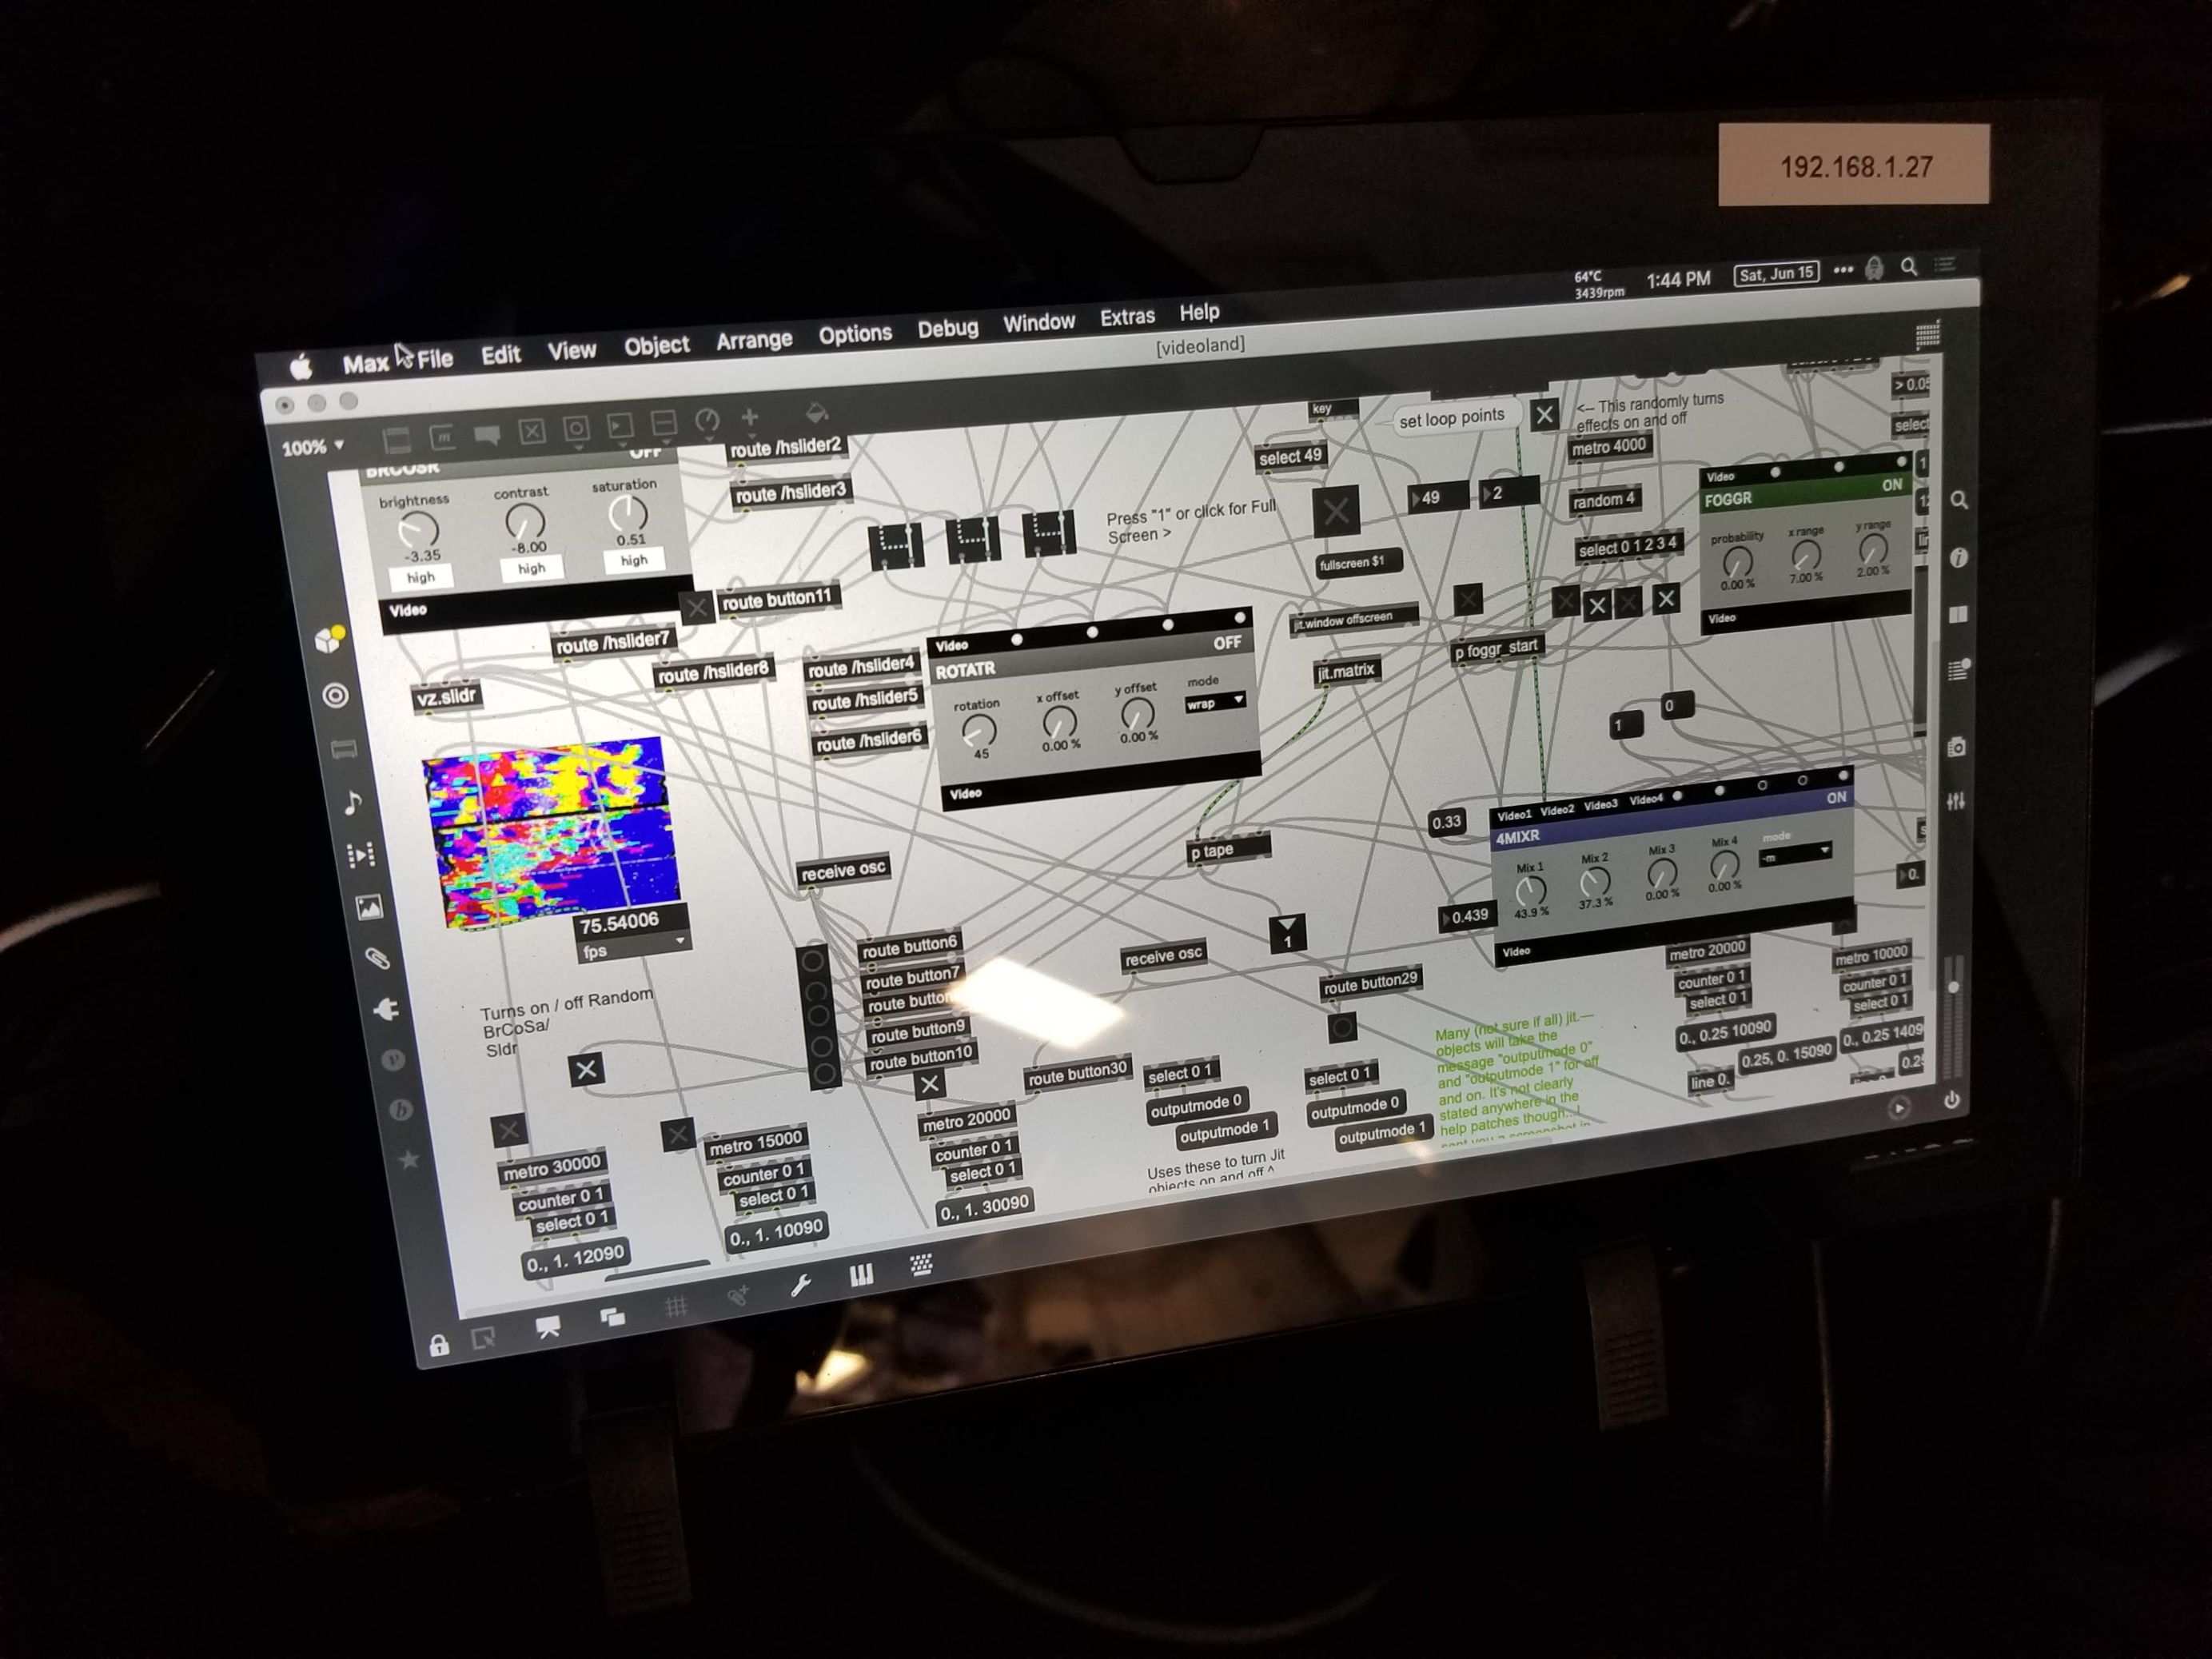 192.168.1.27
64°C
3439rpm
1:44 PM
Sat, Jun 15
Max File Edit View Object Arrange Options Debug Window Extras Help
[videoland]
100%
OFF
brightness
contrast
saturation
-3.35
-8.00
0.51
high
high
high
Video
route /hslider2
route /hslider3
route button11
route /hslider7
route /hslider8
vz.slidr
route /hslider4
route /hslider5
route /hslider6
Press "1" or click for Full
Screen >
key
select 49
set loop points
<-- This randomly turns
effects on and off
metro 4000
random 4
select 0 1 2 3 4
49
2
fullscreen $1
jit.window offscreen
jit.matrix
p foggr_start
> 0.05
select
Video
FOGGR
ON
probability
x range
y range
0.00 %
7.00 %
2.00 %
Video
Video
ROTATR
OFF
rotation
x offset
y offset
mode
45
0.00 %
0.00 %
wrap
Video
1
0
75.54006
fps
receive osc
p tape
0.33
0.439
Video1 Video2 Video3 Video4
4MIXR
ON
Mix 1
Mix 2
Mix 3
Mix 4
mode
43.9 %
37.3 %
0.00 %
0.00 %
-m
Video
0.
1
route button6
route button7
route button
route button9
route button10
receive osc
route button29
route button30
Turns on / off Random
BrCoSa/
Sldr
metro 30000
counter 0 1
select 0 1
0., 1. 12090
metro 15000
counter 0 1
select 0 1
0., 1. 10090
metro 20000
counter 0 1
select 0 1
0., 1. 30090
select 0 1
outputmode 0
outputmode 1
Uses these to turn Jit
objects on and off ^
select 0 1
outputmode 0
outputmode 1
Many (not sure if all) jit.—
objects will take the
message "outputmode 0"
and "outputmode 1" for off
and on. It's not clearly
stated anywhere in the
help patches though...I
sent you a screenshot in
metro 20000
counter 0 1
select 0 1
0., 0.25 10090
0.25, 0. 15090
line 0.
metro 10000
counter 0 1
select 0 1
0., 0.25 1409
0.25